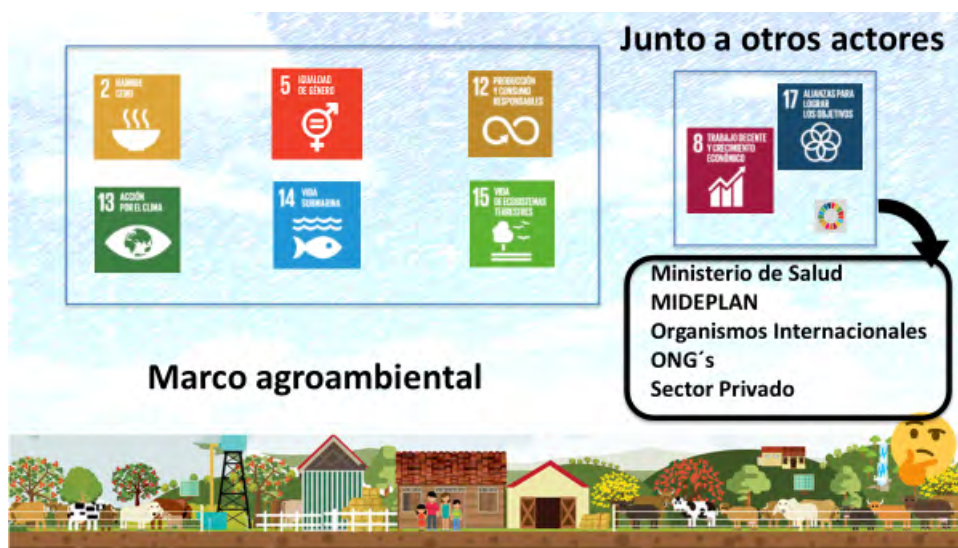 Junto a otros actores
2 HAMBRE
CERO
5 IGUALDAD
DE GÉNERO
12 PRODUCCIÓN
Y CONSUMO
RESPONSABLES
13 ACCIÓN
POR EL CLIMA
14 VIDA
SUBMARINA
15 VIDA
DE ECOSISTEMAS
TERRESTRES
17 ALIANZAS PARA
LOGRAR
LOS OBJETIVOS
8 TRABAJO DECENTE
Y CRECIMIENTO
ECONÓMICO
Ministerio de Salud
MIDEPLAN
Organismos Internacionales
ONG´s
Sector Privado
Marco agroambiental